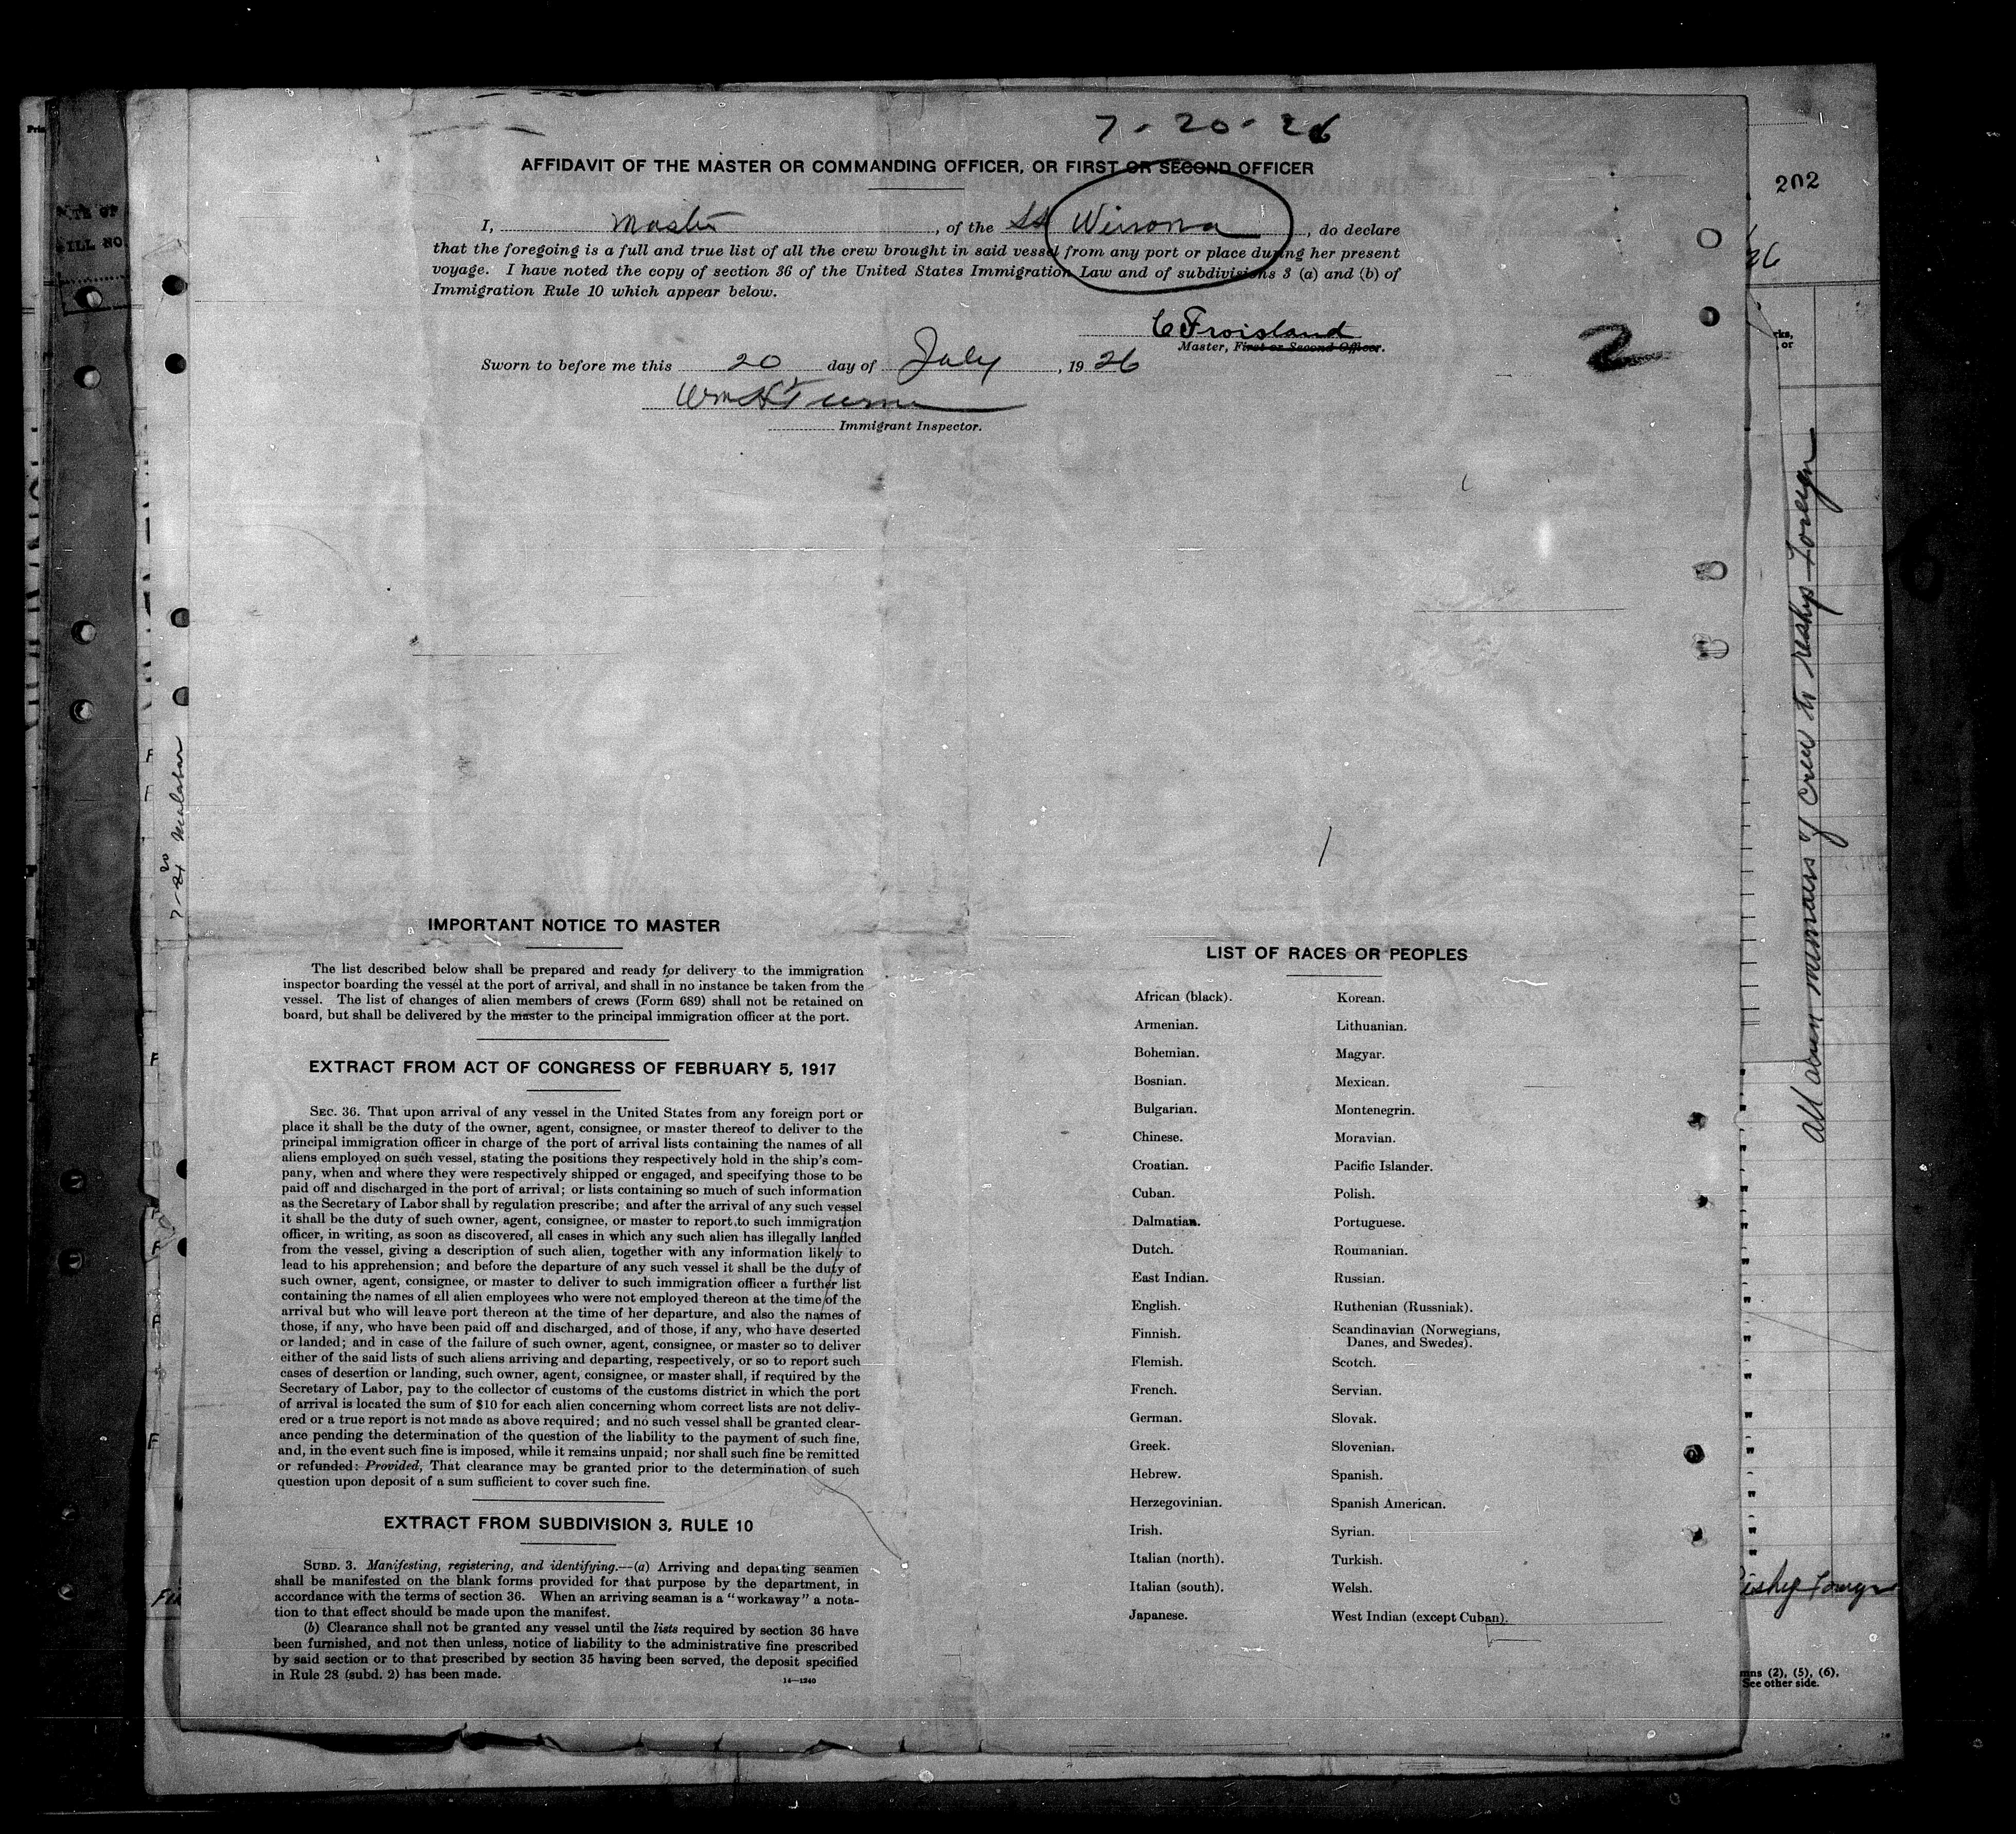 7-20-26
AFFIDAVIT OF THE MASTER OR COMMANDING OFFICER, OR FIRST OR SECOND OFFICER
I, Master, of the SS Winona, do declare
that the foregoing is a full and true list of all the crew brought in said vessel from any port or place during her present
voyage. I have noted the copy of section 36 of the United States Immigration Law and of subdivisions 3 (a) and (b) of
Immigration Rule 10 which appear below.
C Froisland
Master, First or Second Officer.
Sworn to before me this 20 day of July, 1926
Wm H Turner
Immigrant Inspector.
2
IMPORTANT NOTICE TO MASTER
The list described below shall be prepared and ready for delivery to the immigration
inspector boarding the vessel at the port of arrival, and shall in no instance be taken from the
vessel. The list of changes of alien members of crews (Form 689) shall not be retained on
board, but shall be delivered by the master to the principal immigration officer at the port.
EXTRACT FROM ACT OF CONGRESS OF FEBRUARY 5, 1917
SEC. 36. That upon arrival of any vessel in the United States from any foreign port or
place it shall be the duty of the owner, agent, consignee, or master thereof to deliver to the
principal immigration officer in charge of the port of arrival lists containing the names of all
aliens employed on such vessel, stating the positions they respectively hold in the ship's com-
pany, when and where they were respectively shipped or engaged, and specifying those to be
paid off and discharged in the port of arrival; or lists containing so much of such information
as the Secretary of Labor shall by regulation prescribe; and after the arrival of any such vessel
it shall be the duty of such owner, agent, consignee, or master to report to such immigration
officer, in writing, as soon as discovered, all cases in which any such alien has illegally landed
from the vessel, giving a description of such alien, together with any information likely to
lead to his apprehension; and before the departure of any such vessel it shall be the duty of
such owner, agent, consignee, or master to deliver to such immigration officer a further list
containing the names of all alien employees who were not employed thereon at the time of the
arrival but who will leave port thereon at the time of her departure, and also the names of
those, if any, who have been paid off and discharged, and of those, if any, who have deserted
or landed; and in case of the failure of such owner, agent, consignee, or master so to deliver
either of the said lists of such aliens arriving and departing, respectively, or so to report such
cases of desertion or landing, such owner, agent, consignee, or master shall, if required by the
Secretary of Labor, pay to the collector of customs of the customs district in which the port
of arrival is located the sum of $10 for each alien concerning whom correct lists are not deliv-
ered or a true report is not made as above required; and no such vessel shall be granted clear-
ance pending the determination of the question of the liability to the payment of such fine,
and, in the event such fine is imposed, while it remains unpaid; nor shall such fine be remitted
or refunded: Provided, That clearance may be granted prior to the determination of such
question upon deposit of a sum sufficient to cover such fine.
EXTRACT FROM SUBDIVISION 3, RULE 10
SUBD. 3. Manifesting, registering, and identifying.—(a) Arriving and departing seamen
shall be manifested on the blank forms provided for that purpose by the department, in
accordance with the terms of section 36. When an arriving seaman is a "workaway" a nota-
tion to that effect should be made upon the manifest.
(b) Clearance shall not be granted any vessel until the lists required by section 36 have
been furnished, and not then unless, notice of liability to the administrative fine prescribed
by said section or to that prescribed by section 35 having been served, the deposit specified
in Rule 28 (subd. 2) has been made.
14—1240
LIST OF RACES OR PEOPLES
African (black).
Armenian.
Bohemian.
Bosnian.
Bulgarian.
Chinese.
Croatian.
Cuban.
Dalmatian.
Dutch.
East Indian.
English.
Finnish.
Flemish.
French.
German.
Greek.
Hebrew.
Herzegovinian.
Irish.
Italian (north).
Italian (south).
Japanese.
Korean.
Lithuanian.
Magyar.
Mexican.
Montenegrin.
Moravian.
Pacific Islander.
Polish.
Portuguese.
Roumanian.
Russian.
Ruthenian (Russniak).
Scandinavian (Norwegians,
Danes, and Swedes).
Scotch.
Servian.
Slovak.
Slovenian.
Spanish.
Spanish American.
Syrian.
Turkish.
Welsh.
West Indian (except Cuban).
202
26
All alien members of crew to reship foreign
(2), (5), (6),
See other side.
Malabar